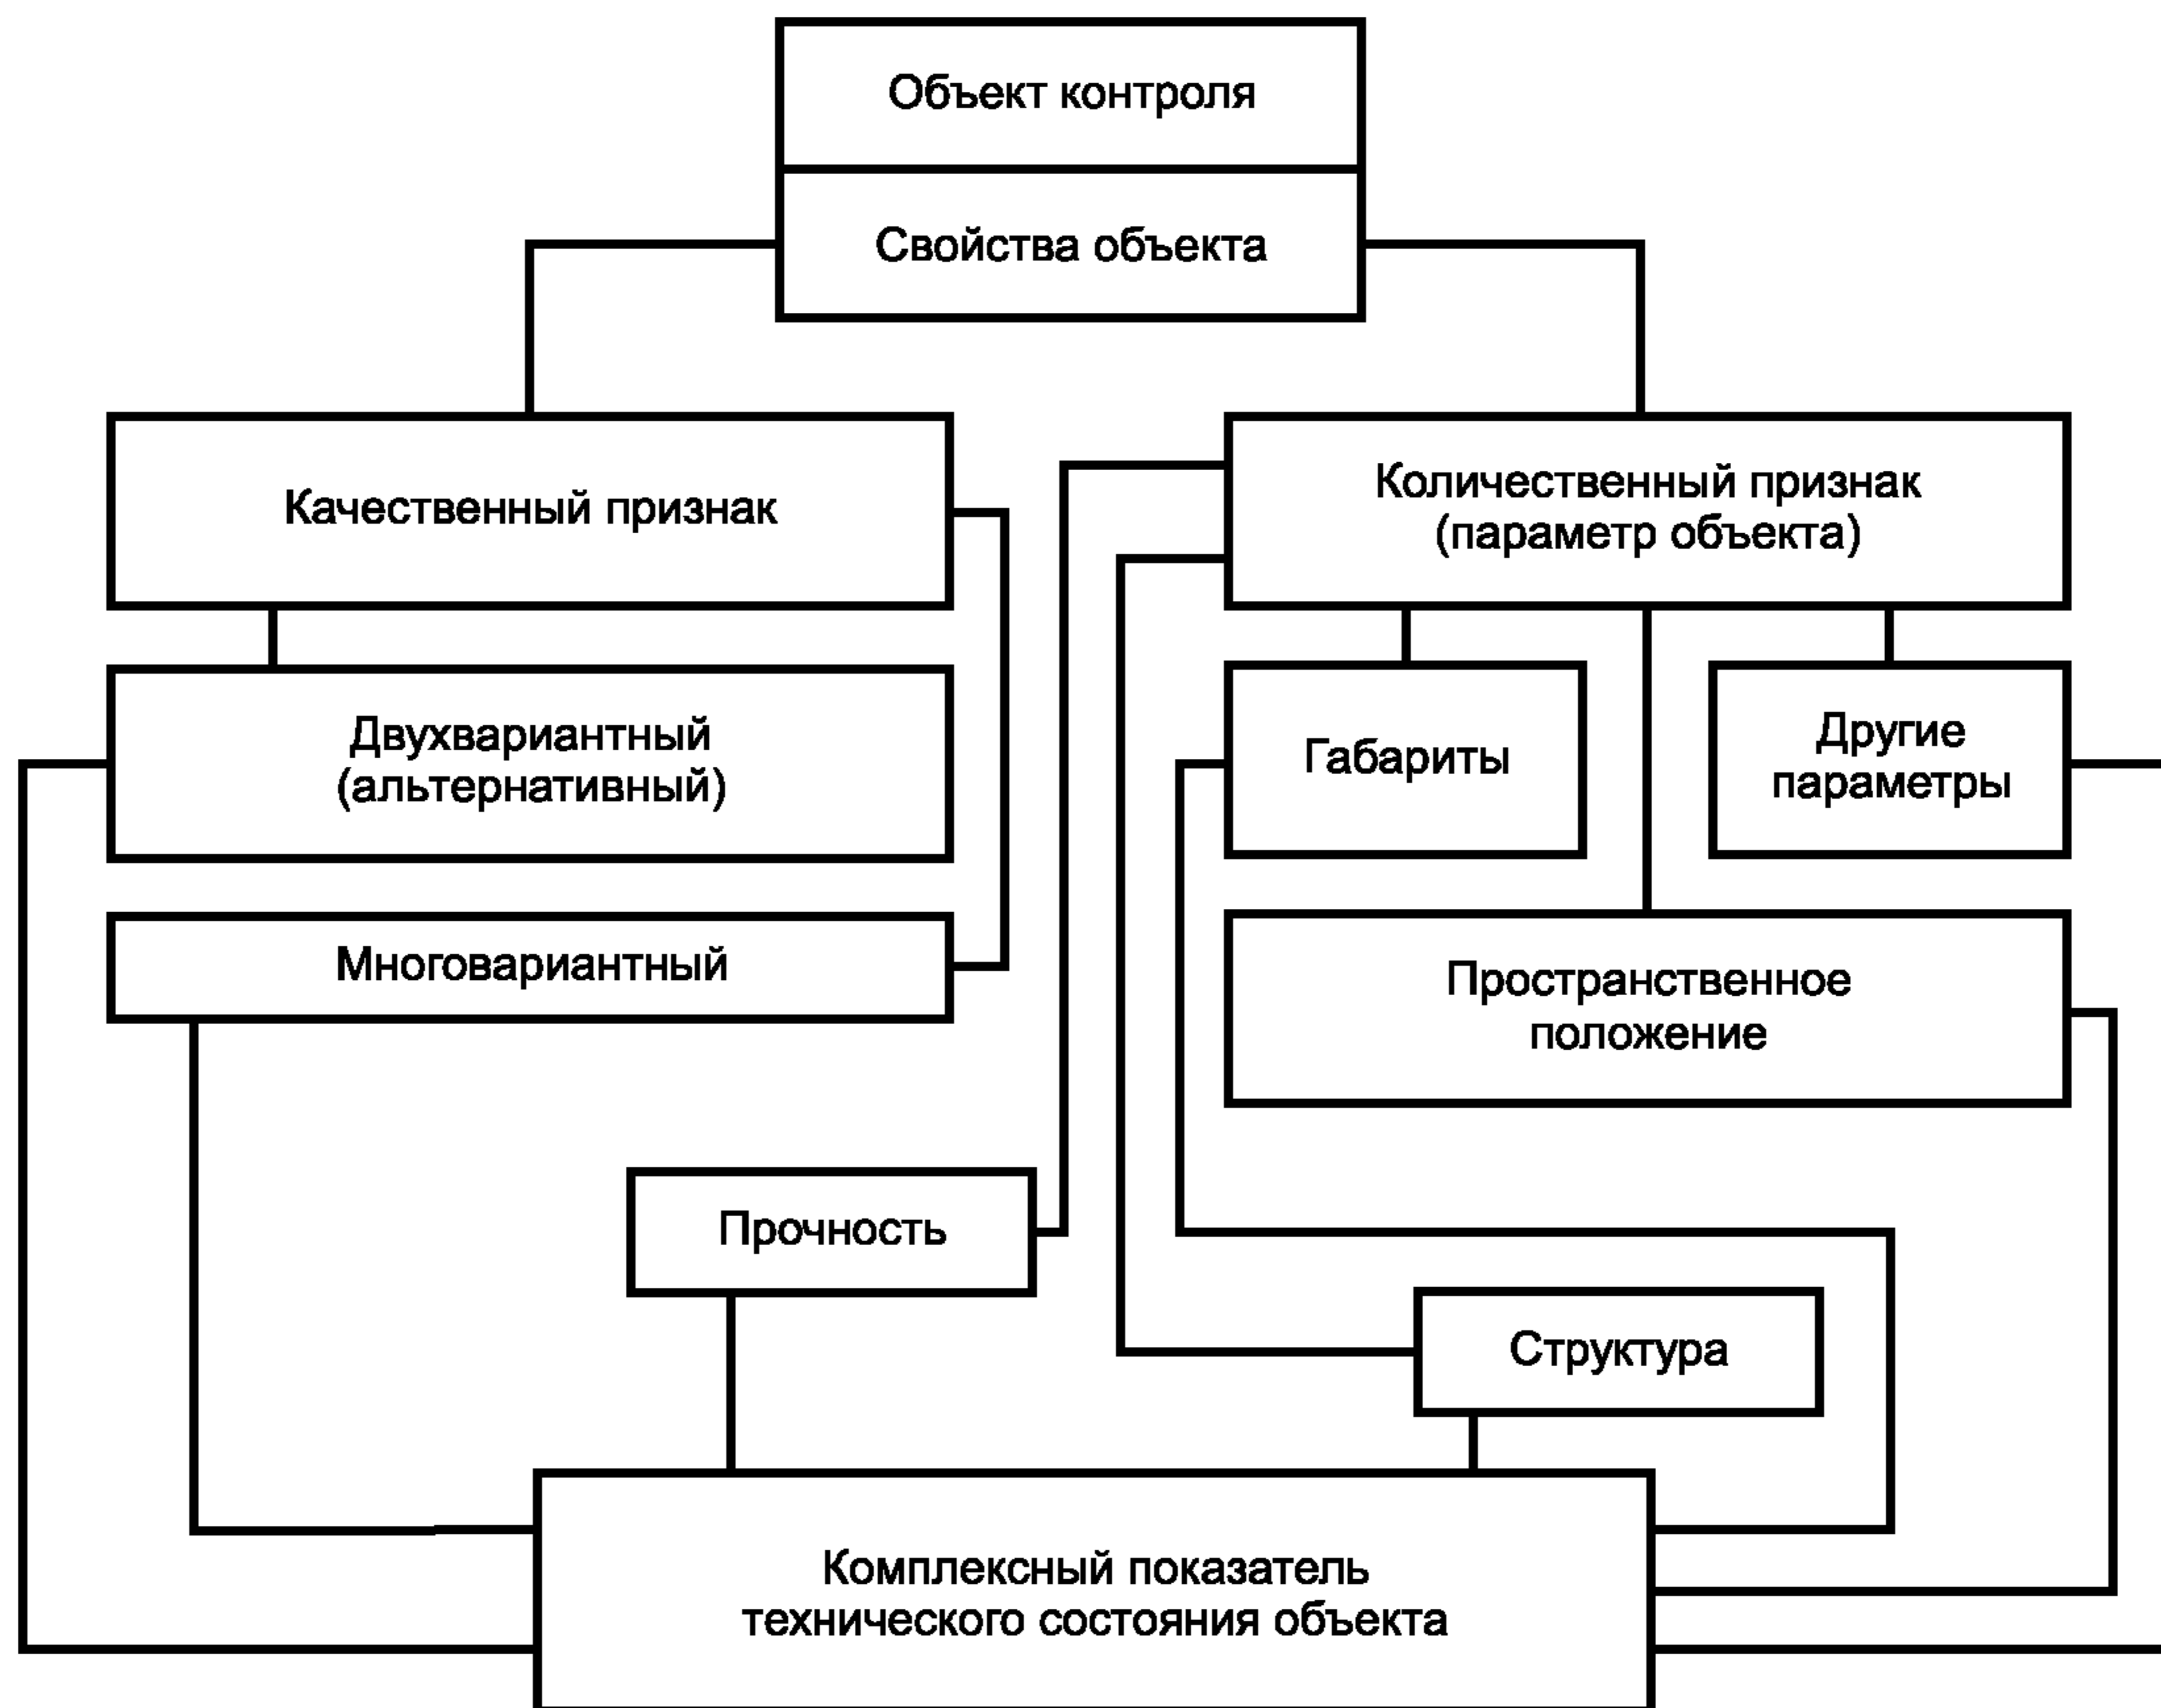 Объект контроля
Свойства объекта
Качественный признак
Количественный признак
(параметр объекта)
Двухвариантный
(альтернативный)
Габариты
Другие
параметры
Многовариантный
Пространственное
положение
Прочность
Структура
Комплексный показатель
технического состояния объекта